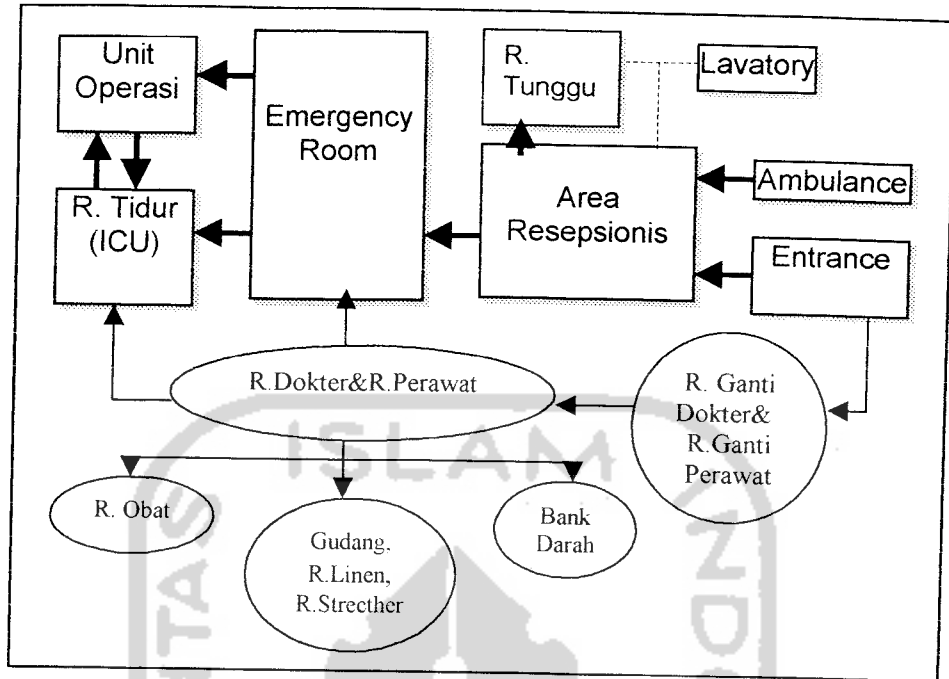 Unit
Operasi
Emergency
Room
R.
Tunggu
Lavatory
R. Tidur
(ICU)
Area
Resepsionis
Ambulance
Entrance
R.Dokter&R.Perawat
R. Ganti
Dokter&
R.Ganti
Perawat
R. Obat
Gudang,
R.Linen,
R.Strecther
Bank
Darah
ISLAM